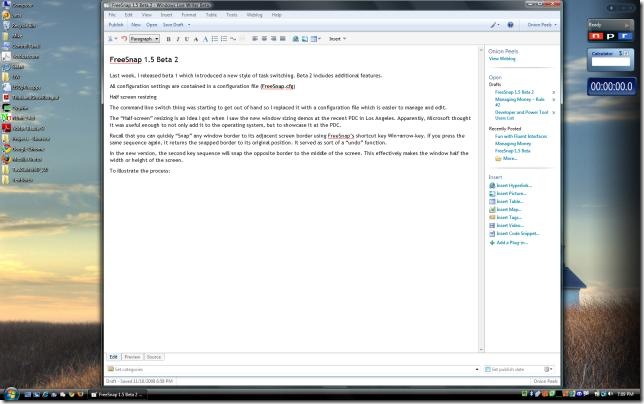 FreeSnap 1.5 Beta 2 - Windows Live Writer Beta
File Edit View Insert Format Table Tools Weblog Help
Publish New Open Save Draft Onion Peels
Paragraph B I U A Insert
FreeSnap 1.5 Beta 2
Last week, I released beta 1 which introduced a new style of task switching. Beta 2 includes additional features.
All configuration settings are contained in a configuration file (FreeSnap.cfg)
Half screen resizing
The command line switch thing was starting to get out of hand so I replaced it with a configuration file which is easier to manage and edit.
The "Half-screen" resizing is an idea I got when I saw the new window sizing demos at the recent PDC in Los Angeles. Apparently, Microsoft thought
it was useful enough to not only add it to the operating system, but to showcase it at the PDC.
Recall that you can quickly "Snap" any window border to its adjacent screen border using FreeSnap's shortcut key Win+arrow-key. If you press the
same sequence again, it returns the snapped border to its original position. It served as sort of a "undo" function.
In the new version, the second key sequence will snap the opposite border to the middle of the screen. This effectively makes the window half the
width or height of the screen.
To illustrate the process:
Onion Peels
View Weblog
Open
Drafts
FreeSnap 1.5 Beta 2
Managing Money - Rule
#2
Developer and Power Tool
Users List
Recently Posted
Fun with Fluent Interfaces
Managing Money
FreeSnap 1.5 Beta
More...
Insert
Insert Hyperlink...
Insert Picture...
Insert Table...
Insert Map...
Insert Tags...
Insert Video...
Insert Code Snippet...
Add a Plug-in...
Edit Preview Source
Set categories Set publish date
Draft - Saved 11/18/2008 6:58 PM Onion Peels
Ready
n p r
Calculator
00:00:00.0
FreeSnap 1.5 Beta 2 ...
7:09 PM